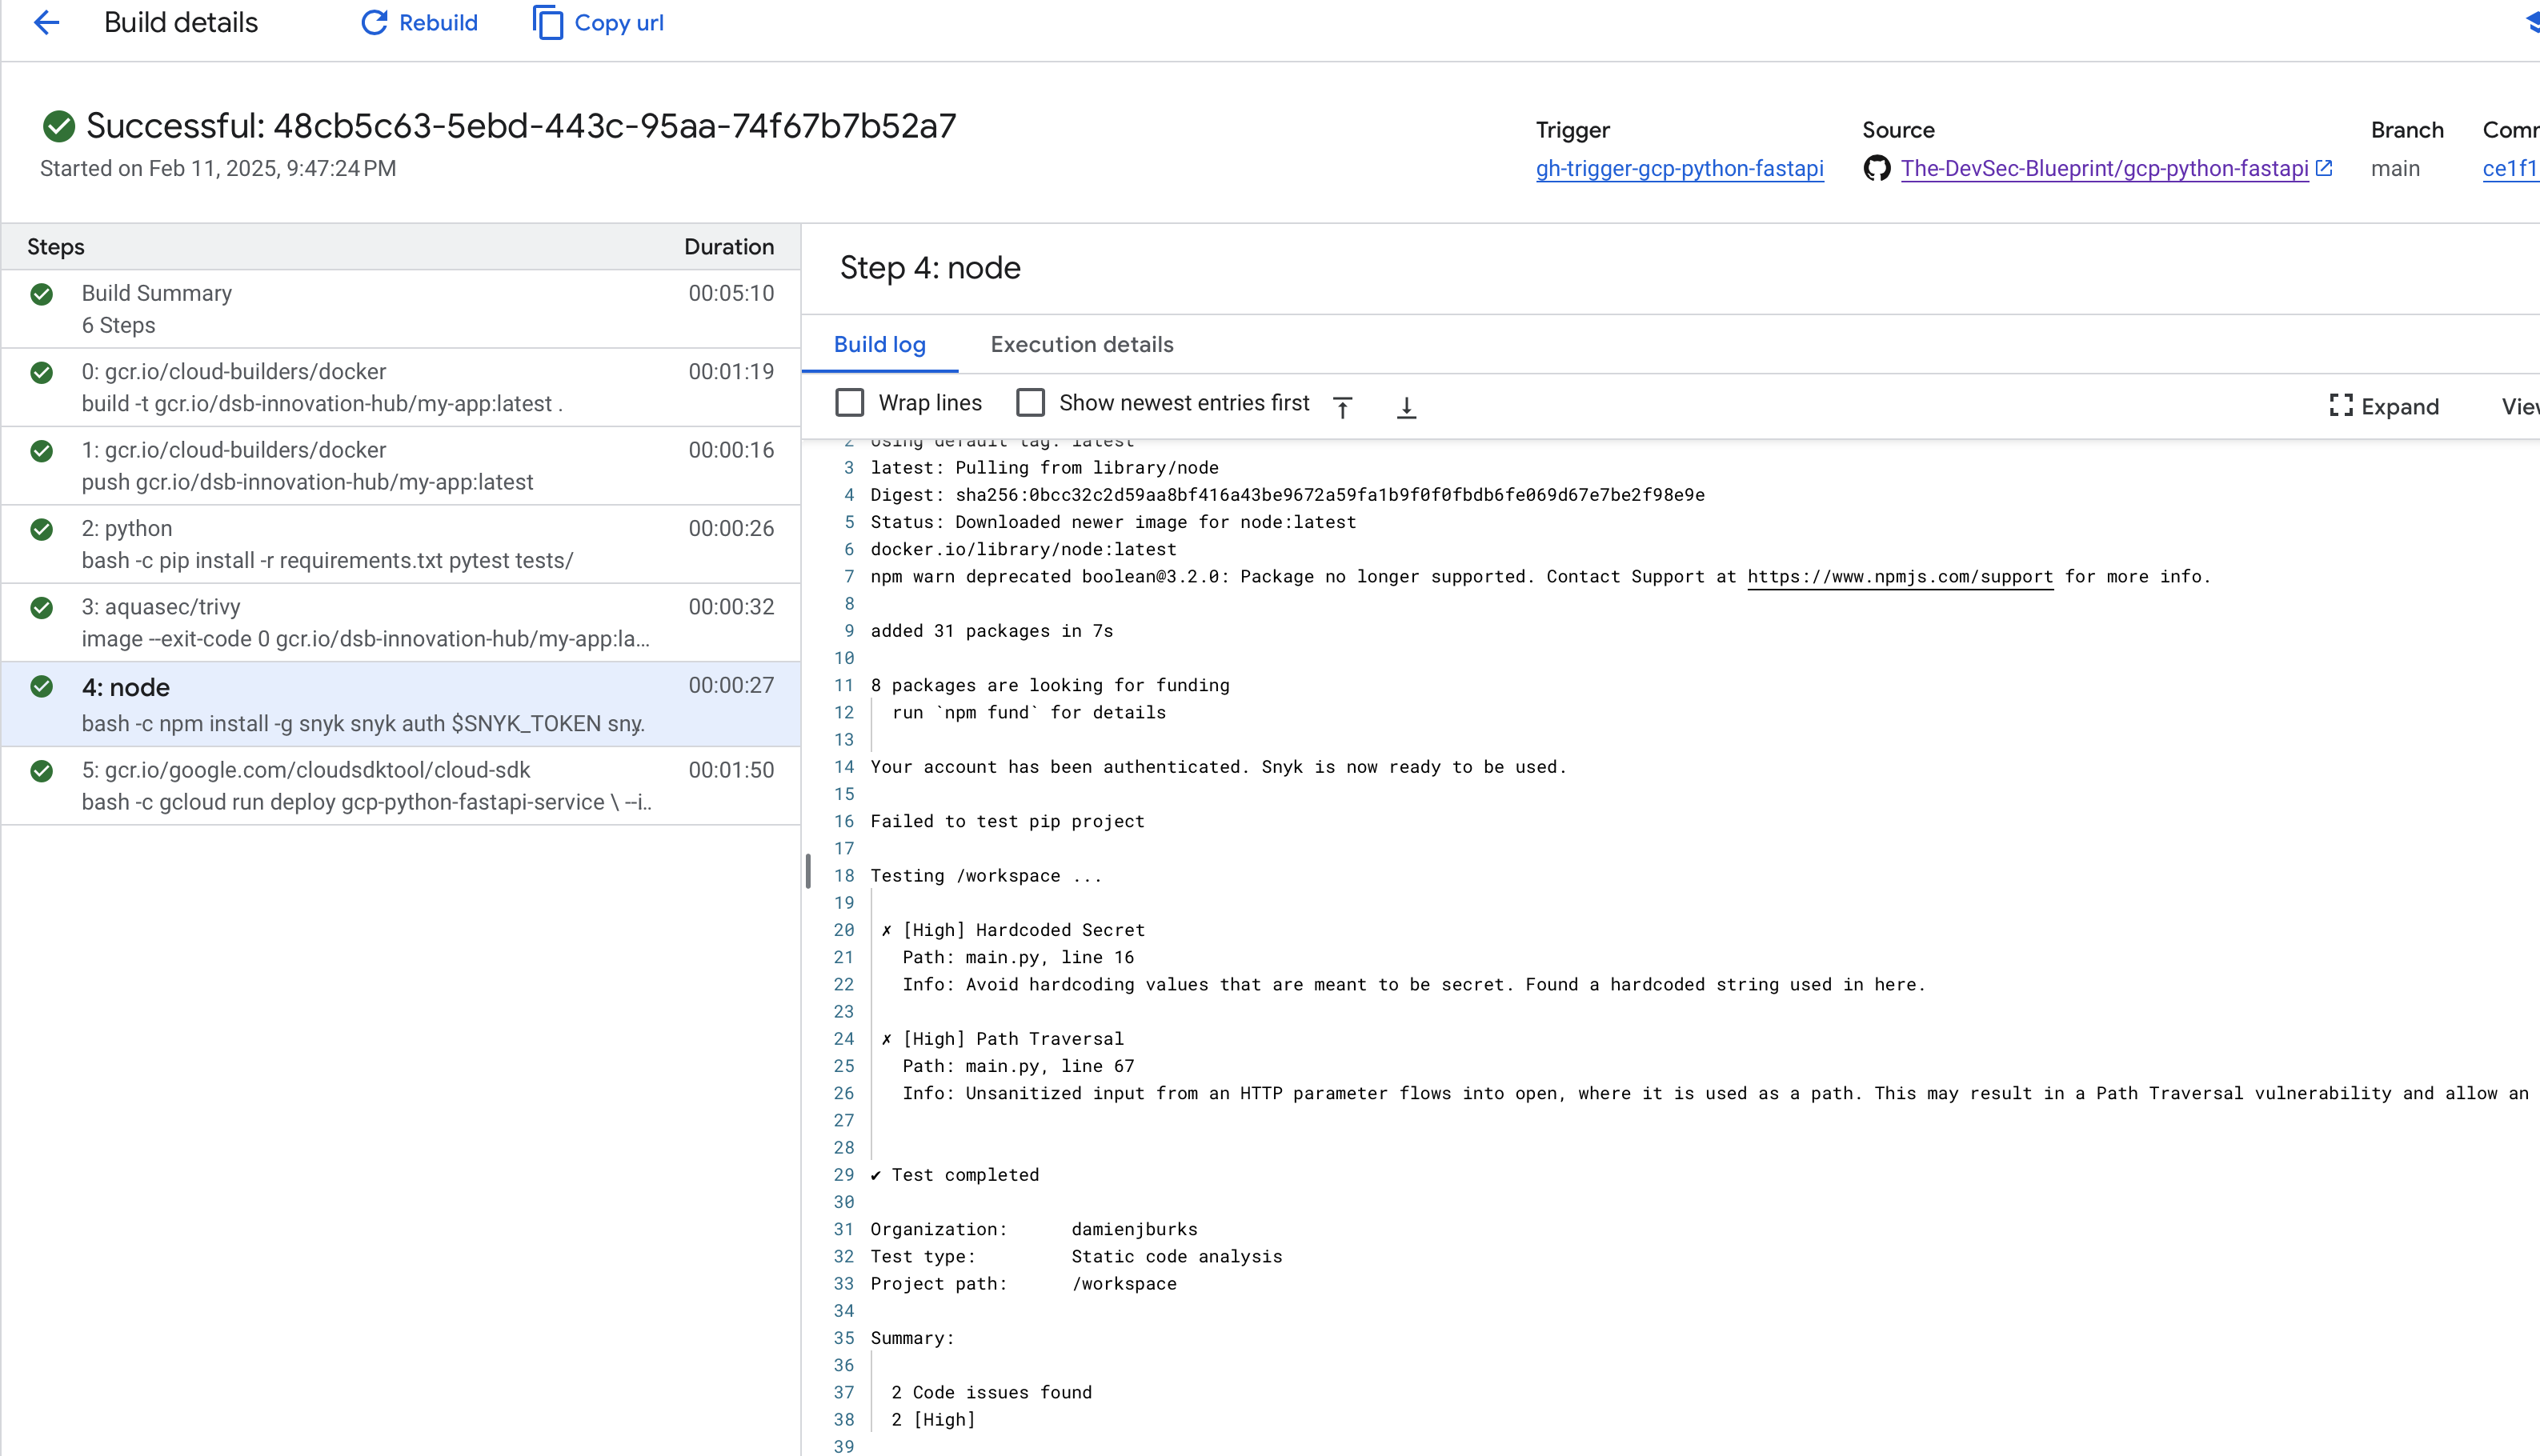 Build details
Rebuild
Copy url
Successful: 48cb5c63-5ebd-443c-95aa-74f67b7b52a7
Started on Feb 11, 2025, 9:47:24 PM
Trigger
gh-trigger-gcp-python-fastapi
Source
The-DevSec-Blueprint/gcp-python-fastapi
Branch
main
Comm
ce1f1
Steps Duration
Build Summary 00:05:10
6 Steps
0: gcr.io/cloud-builders/docker 00:01:19
build -t gcr.io/dsb-innovation-hub/my-app:latest .
1: gcr.io/cloud-builders/docker 00:00:16
push gcr.io/dsb-innovation-hub/my-app:latest
2: python 00:00:26
bash -c pip install -r requirements.txt pytest tests/
3: aquasec/trivy 00:00:32
image --exit-code 0 gcr.io/dsb-innovation-hub/my-app:la...
4: node 00:00:27
bash -c npm install -g snyk snyk auth $SNYK_TOKEN sny.
5: gcr.io/google.com/cloudsdktool/cloud-sdk 00:01:50
bash -c gcloud run deploy gcp-python-fastapi-service \ --i..
Step 4: node
Build log Execution details
Wrap lines Show newest entries first Expand View
2 Using default tag: latest
3 latest: Pulling from library/node
4 Digest: sha256:0bcc32c2d59aa8bf416a43be9672a59fa1b9f0f0fbdb6fe069d67e7be2f98e9e
5 Status: Downloaded newer image for node:latest
6 docker.io/library/node:latest
7 npm warn deprecated boolean@3.2.0: Package no longer supported. Contact Support at https://www.npmjs.com/support for more info.
8
9 added 31 packages in 7s
10
11 8 packages are looking for funding
12 run `npm fund` for details
13
14 Your account has been authenticated. Snyk is now ready to be used.
15
16 Failed to test pip project
17
18 Testing /workspace ...
19
20 ✗ [High] Hardcoded Secret
21 Path: main.py, line 16
22 Info: Avoid hardcoding values that are meant to be secret. Found a hardcoded string used in here.
23
24 ✗ [High] Path Traversal
25 Path: main.py, line 67
26 Info: Unsanitized input from an HTTP parameter flows into open, where it is used as a path. This may result in a Path Traversal vulnerability and allow an
27
28
29 ✔ Test completed
30
31 Organization: damienjburks
32 Test type: Static code analysis
33 Project path: /workspace
34
35 Summary:
36
37 2 Code issues found
38 2 [High]
39